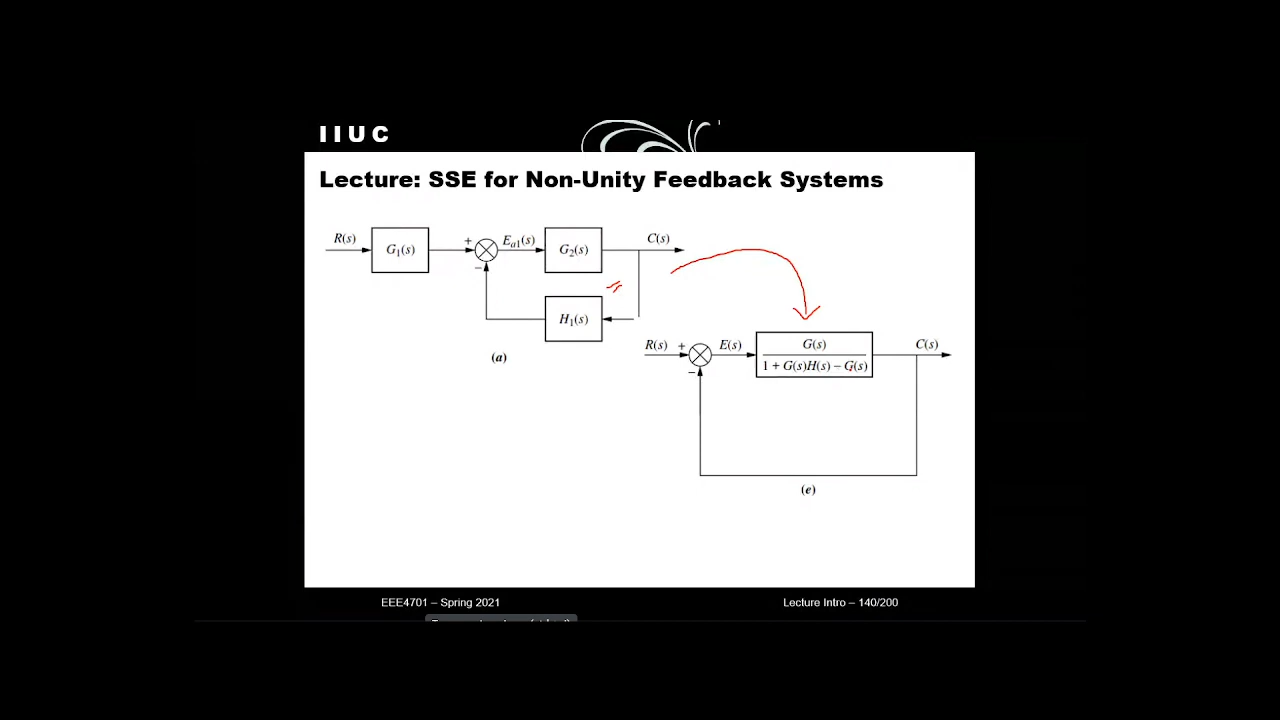 IIUC
Lecture: SSE for Non-Unity Feedback Systems
R(s) G₁(s) + Eₐ₁(s) G₂(s) C(s)
−
H₁(s)
(a)
R(s) + E(s) G(s) C(s)
− 1 + G(s)H(s) − G(s)
(e)
EEE4701 – Spring 2021
Lecture Intro – 140/200